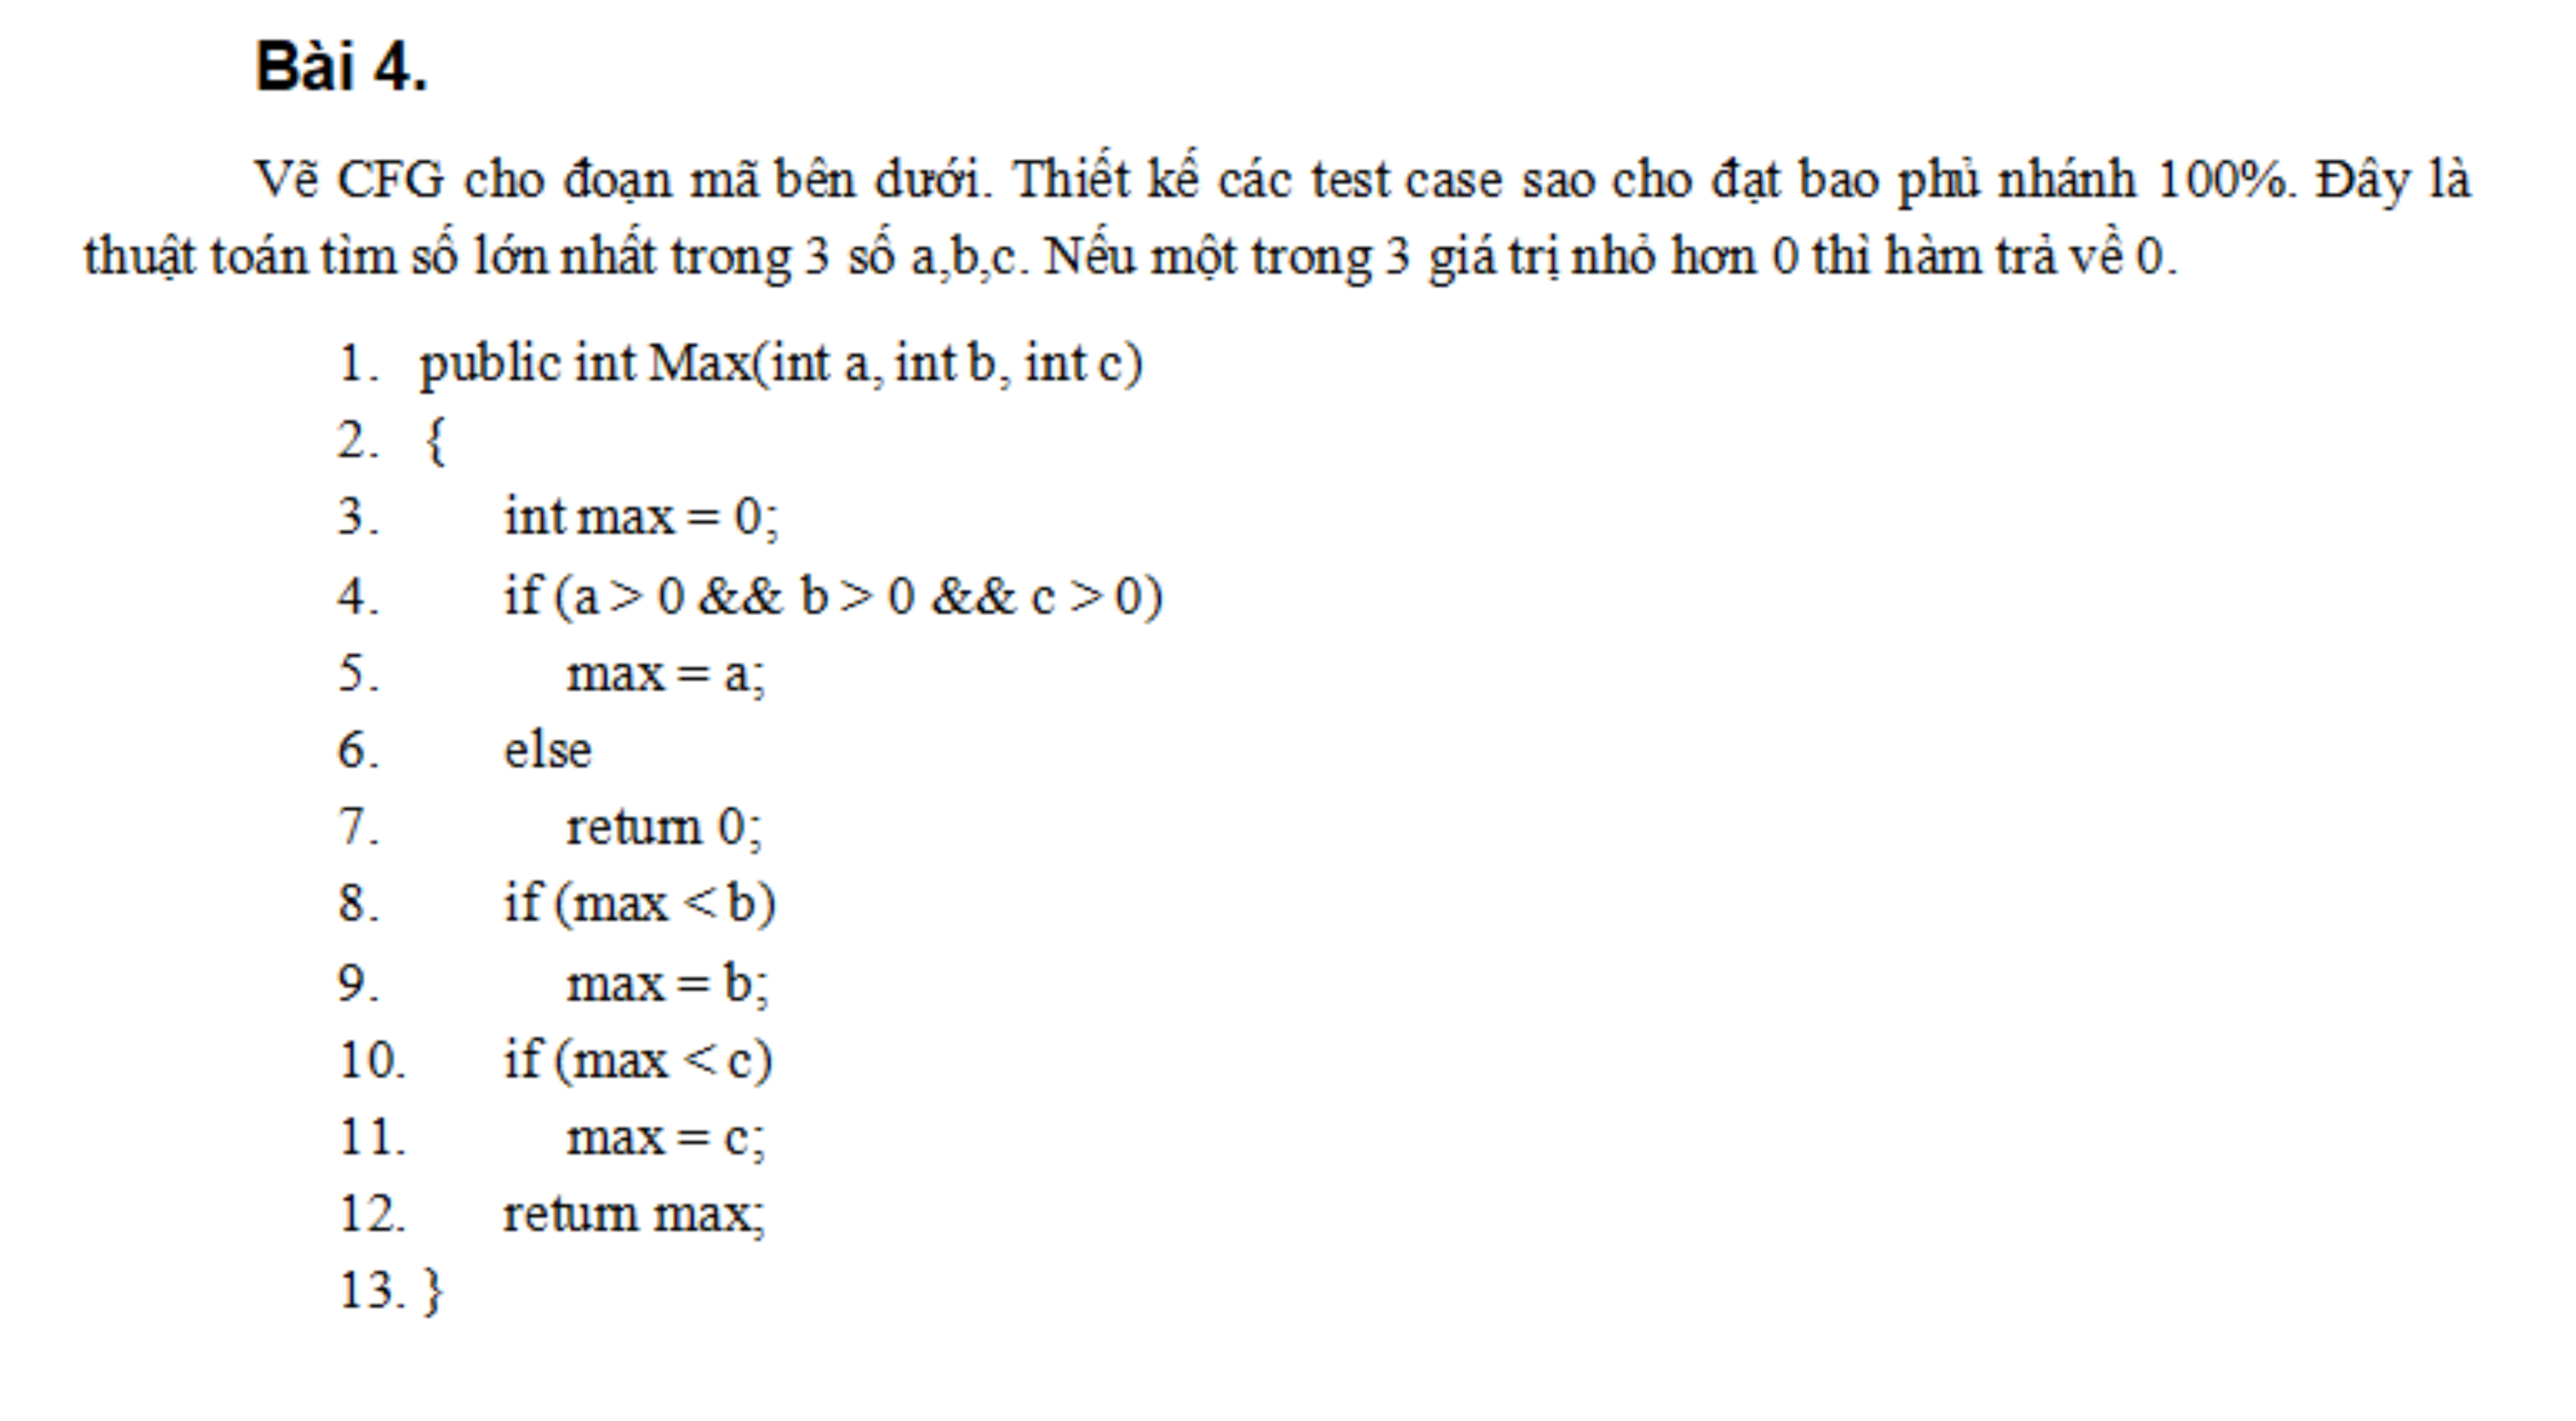 Bài 4.
Vẽ CFG cho đoạn mã bên dưới. Thiết kế các test case sao cho đạt bao phủ nhánh 100%. Đây là
thuật toán tìm số lớn nhất trong 3 số a,b,c. Nếu một trong 3 giá trị nhỏ hơn 0 thì hàm trả về 0.
1. public int Max(int a, int b, int c)
2. {
3. int max = 0;
4. if (a > 0 && b > 0 && c > 0)
5. max = a;
6. else
7. return 0;
8. if (max < b)
9. max = b;
10. if (max < c)
11. max = c;
12. return max;
13. }